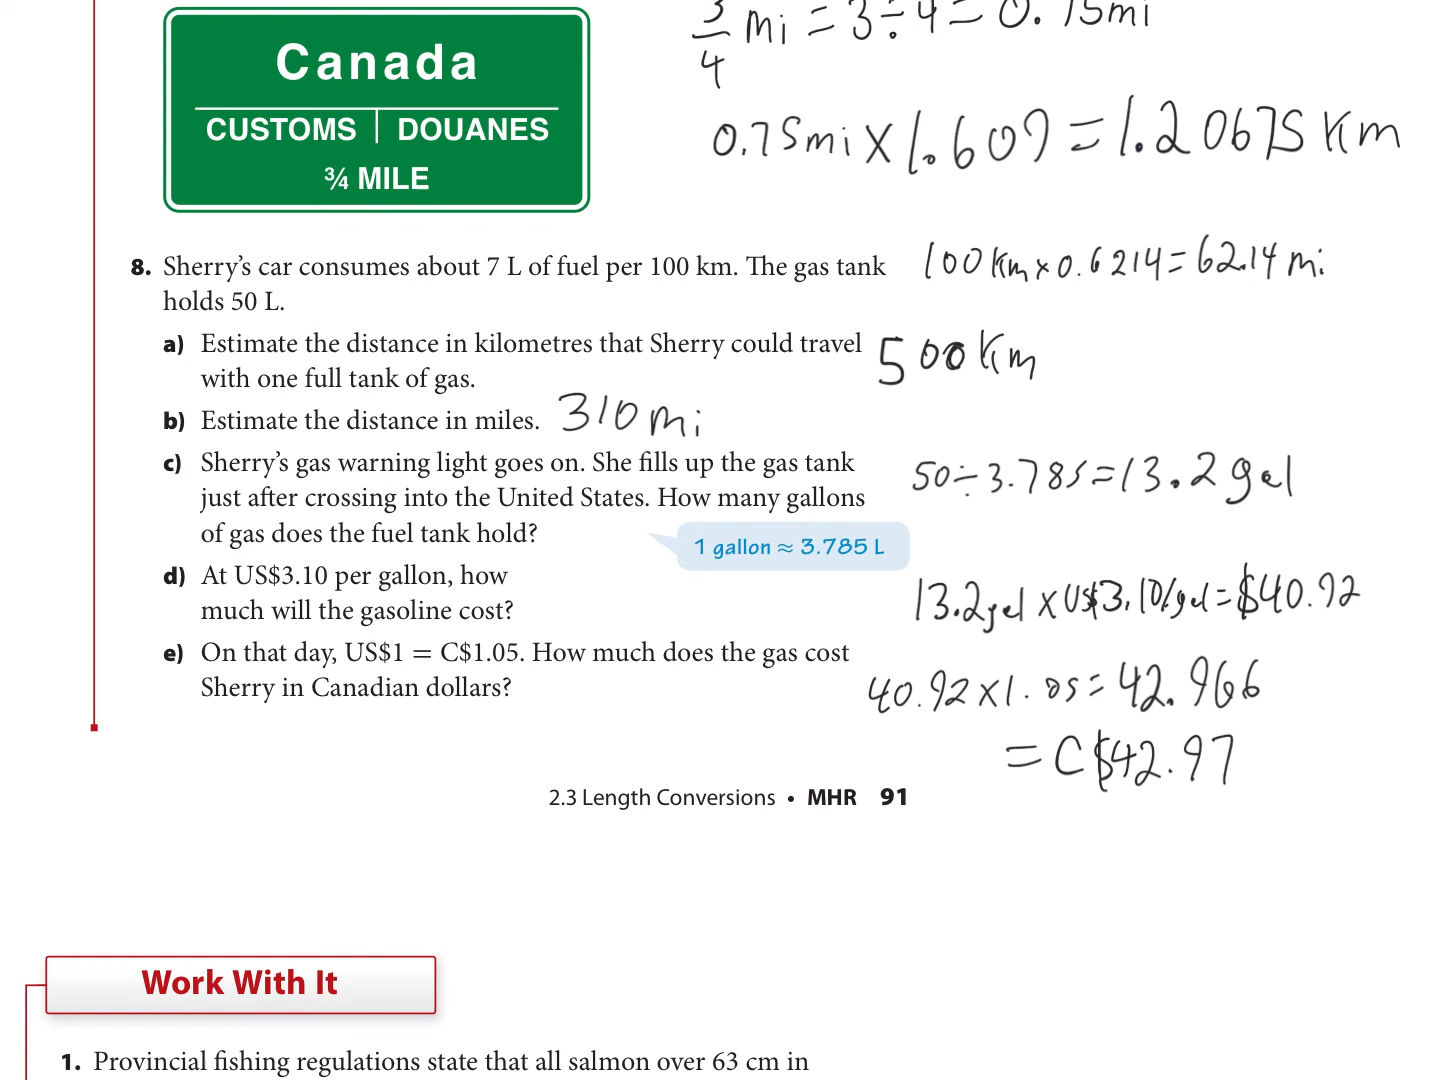 3/4 mi = 3 ÷ 4 = 0.75mi
Canada
CUSTOMS | DOUANES
¾ MILE
0.75mi × 1.609 = 1.20675 Km
8. Sherry's car consumes about 7 L of fuel per 100 km. The gas tank
holds 50 L.
100 Km × 0.6214 = 62.14 mi
a) Estimate the distance in kilometres that Sherry could travel
with one full tank of gas.
500 Km
b) Estimate the distance in miles. 310 mi
c) Sherry's gas warning light goes on. She fills up the gas tank
just after crossing into the United States. How many gallons
of gas does the fuel tank hold?
50 ÷ 3.785 = 13.2 gal
1 gallon ≈ 3.785 L
d) At US$3.10 per gallon, how
much will the gasoline cost?
13.2gal × US$3.10/gal = $40.92
e) On that day, US$1 = C$1.05. How much does the gas cost
Sherry in Canadian dollars?
40.92 × 1.05 = 42.966
= C$42.97
2.3 Length Conversions • MHR 91
Work With It
1. Provincial fishing regulations state that all salmon over 63 cm in